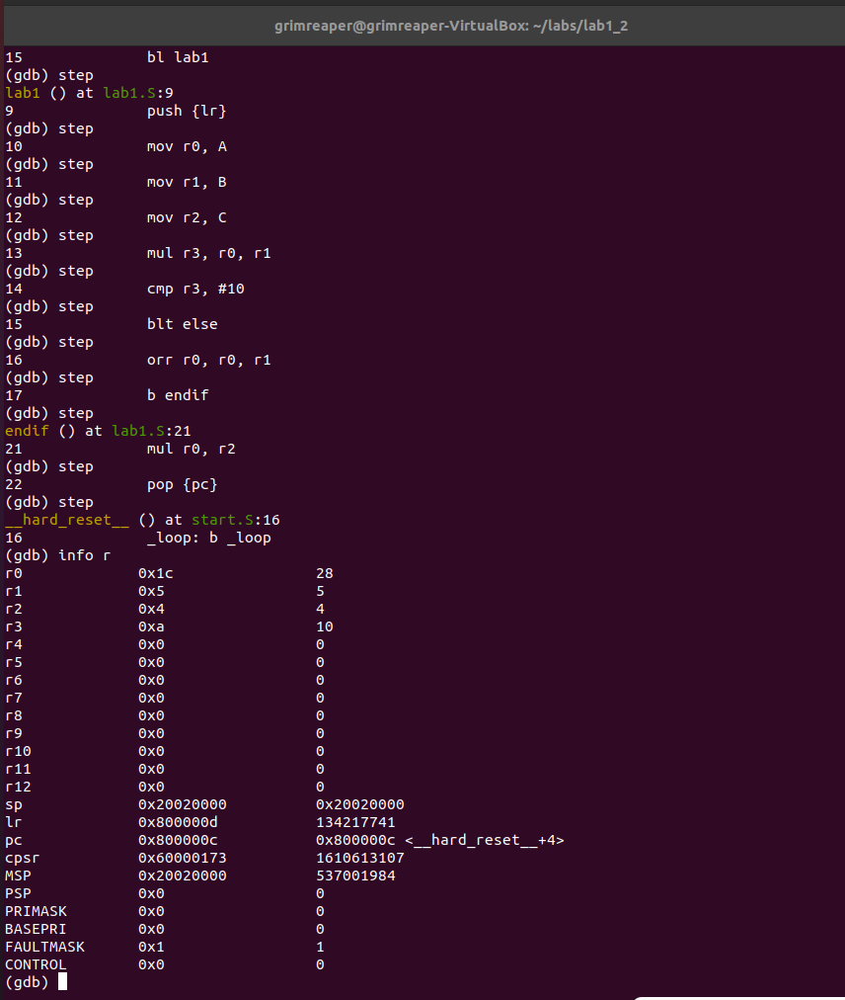 grimreaper@grimreaper-VirtualBox: ~/labs/lab1_2
15 bl lab1
(gdb) step
lab1 () at lab1.S:9
9 push {lr}
(gdb) step
10 mov r0, A
(gdb) step
11 mov r1, B
(gdb) step
12 mov r2, C
(gdb) step
13 mul r3, r0, r1
(gdb) step
14 cmp r3, #10
(gdb) step
15 blt else
(gdb) step
16 orr r0, r0, r1
(gdb) step
17 b endif
(gdb) step
endif () at lab1.S:21
21 mul r0, r2
(gdb) step
22 pop {pc}
(gdb) step
__hard_reset__ () at start.S:16
16 _loop: b _loop
(gdb) info r
r0 0x1c 28
r1 0x5 5
r2 0x4 4
r3 0xa 10
r4 0x0 0
r5 0x0 0
r6 0x0 0
r7 0x0 0
r8 0x0 0
r9 0x0 0
r10 0x0 0
r11 0x0 0
r12 0x0 0
sp 0x20020000 0x20020000
lr 0x800000d 134217741
pc 0x800000c 0x800000c <__hard_reset__+4>
cpsr 0x60000173 1610613107
MSP 0x20020000 537001984
PSP 0x0 0
PRIMASK 0x0 0
BASEPRI 0x0 0
FAULTMASK 0x1 1
CONTROL 0x0 0
(gdb)